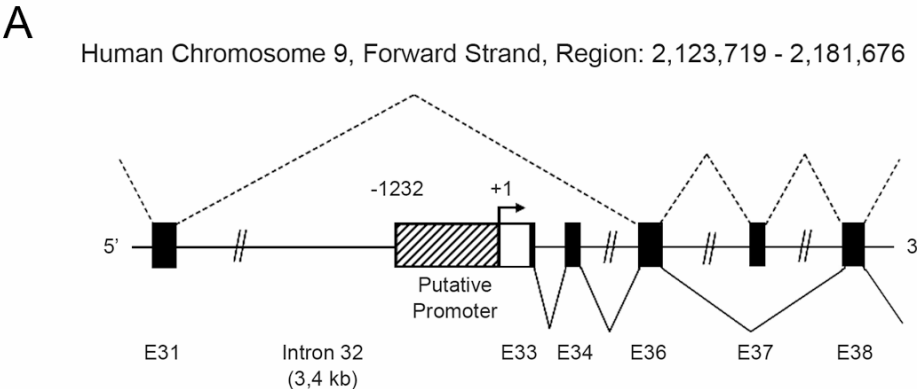 A
Human Chromosome 9, Forward Strand, Region: 2,123,719 - 2,181,676
-1232 +1
5’ 3
Putative
Promoter
E31 Intron 32 E33 E34 E36 E37 E38
(3,4 kb)